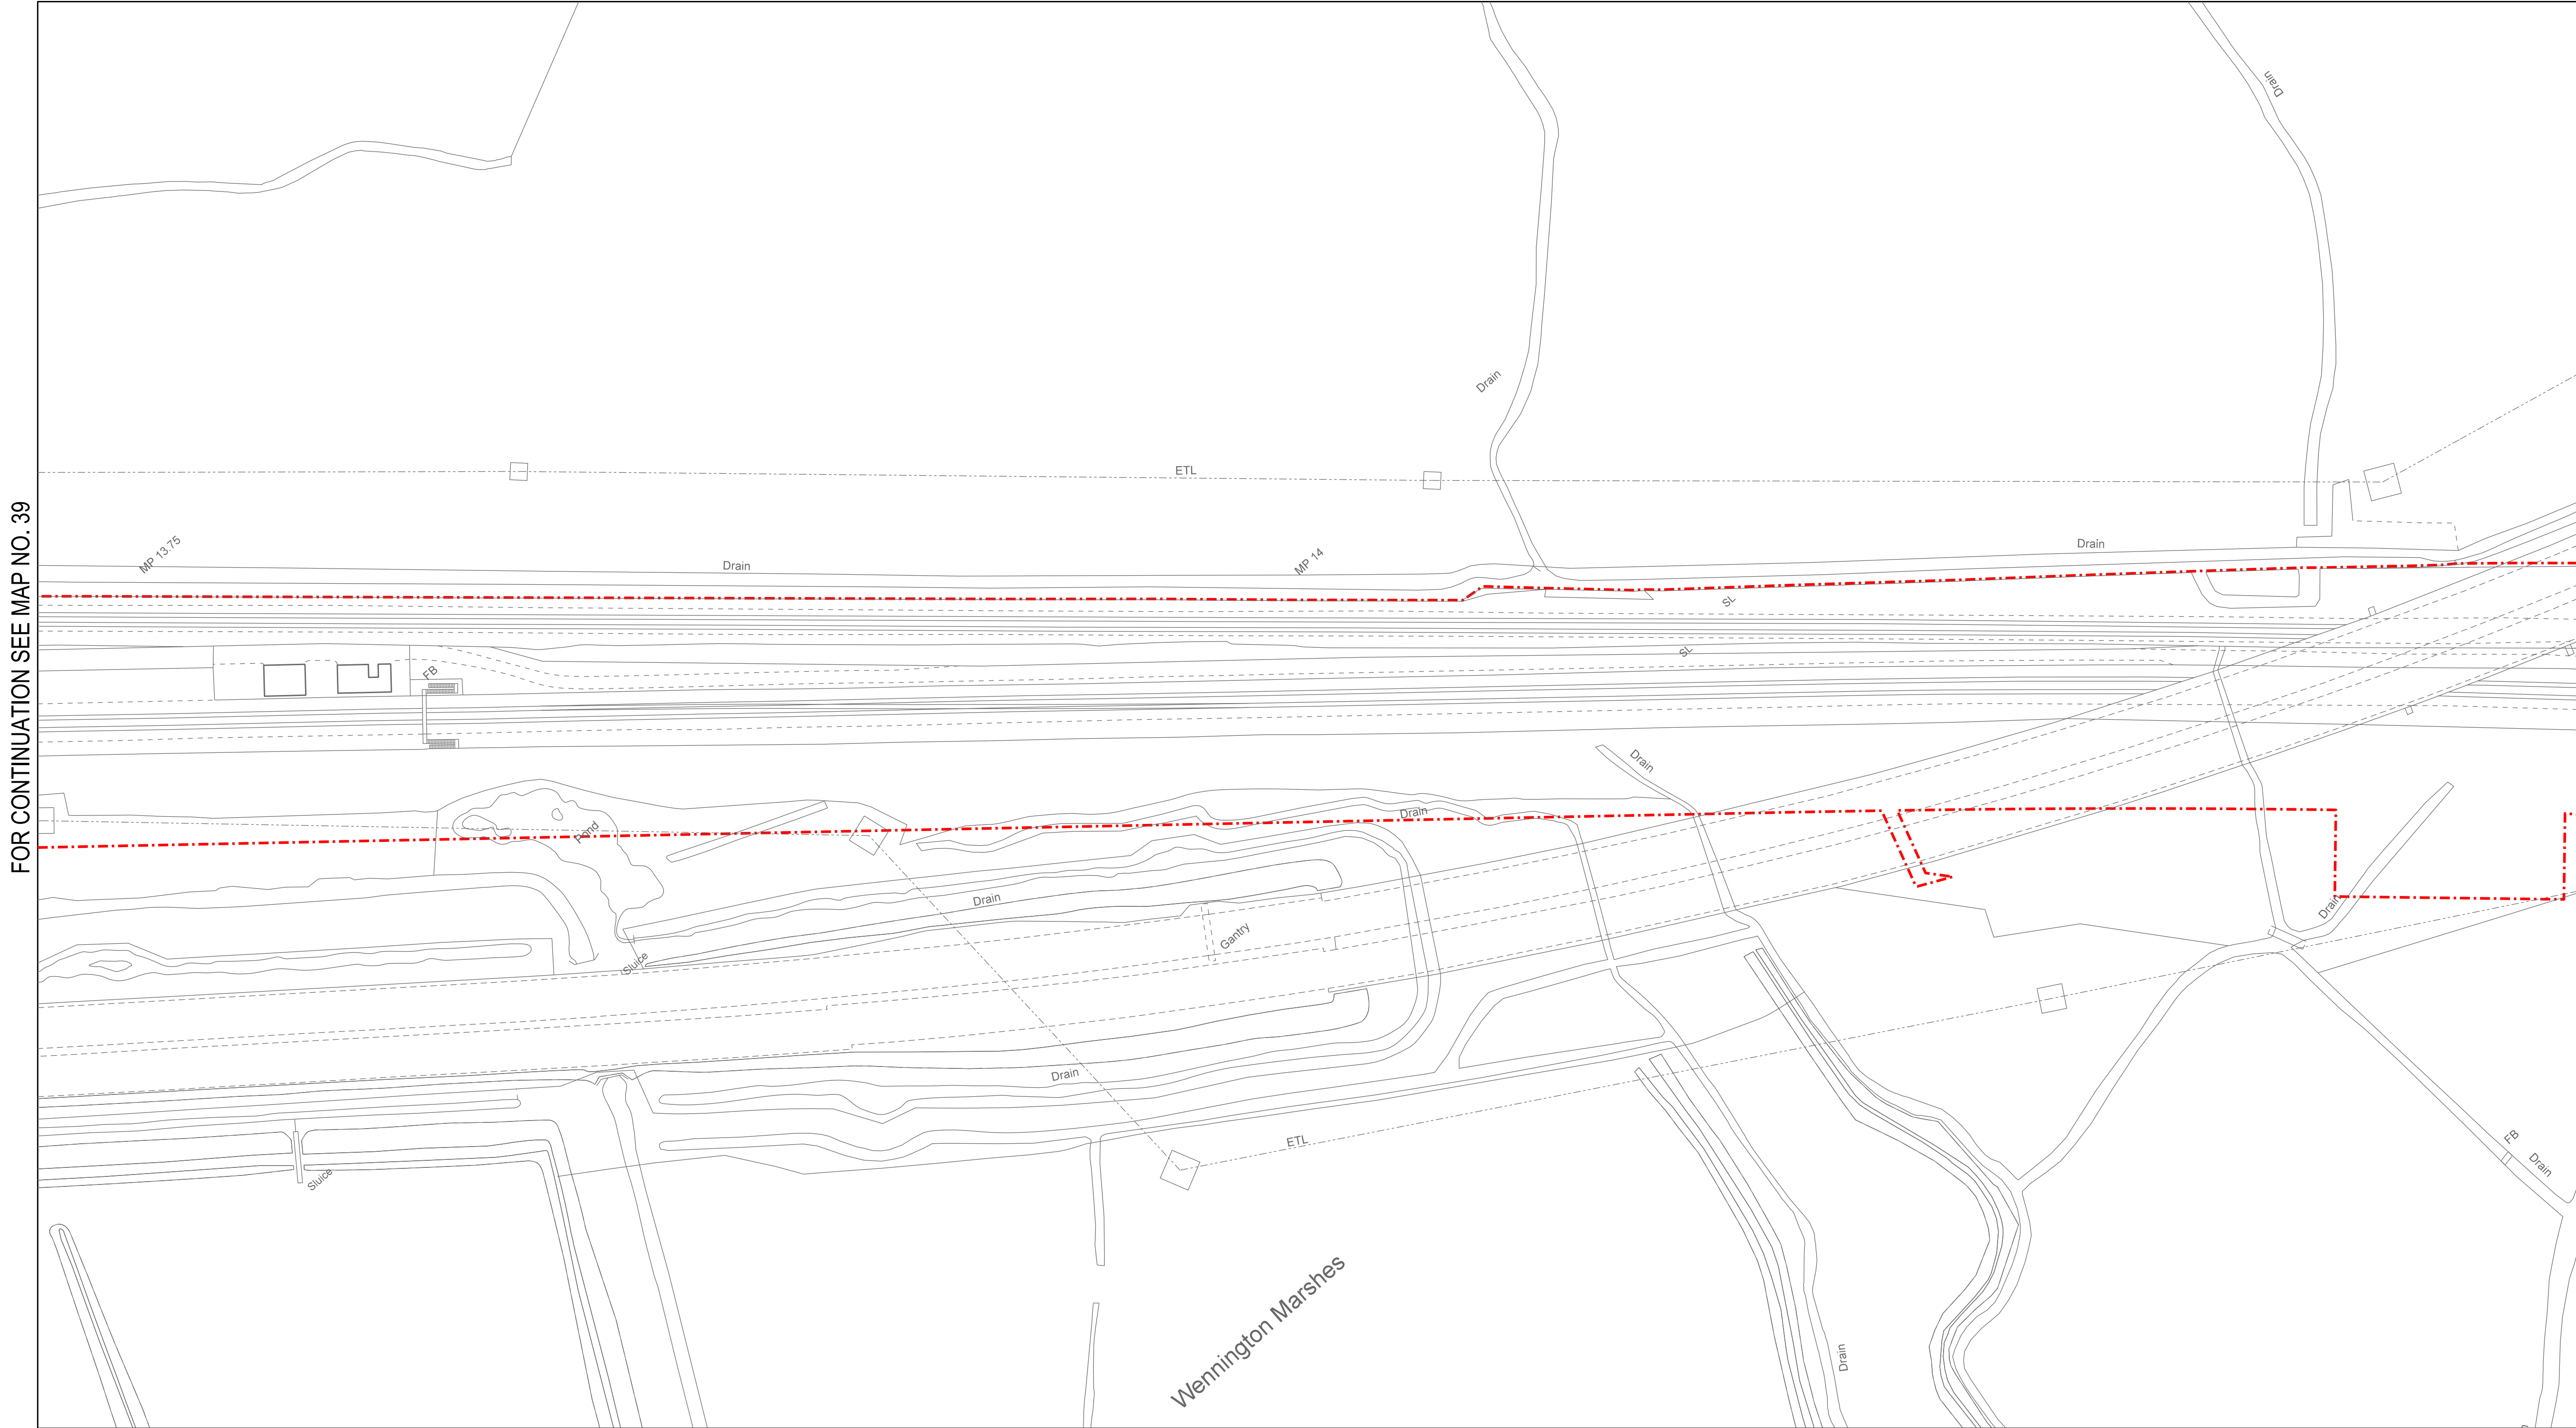 FOR CONTINUATION SEE MAP NO. 39
Drain
Drain
ETL
MP 13.75
Drain
MP 14
Drain
SL
SL
FB
Drain
Pond
Drain
Drain
Drain
Gantry
Sluice
Drain
ETL
FB
Drain
Sluice
Wennington Marshes
Drain